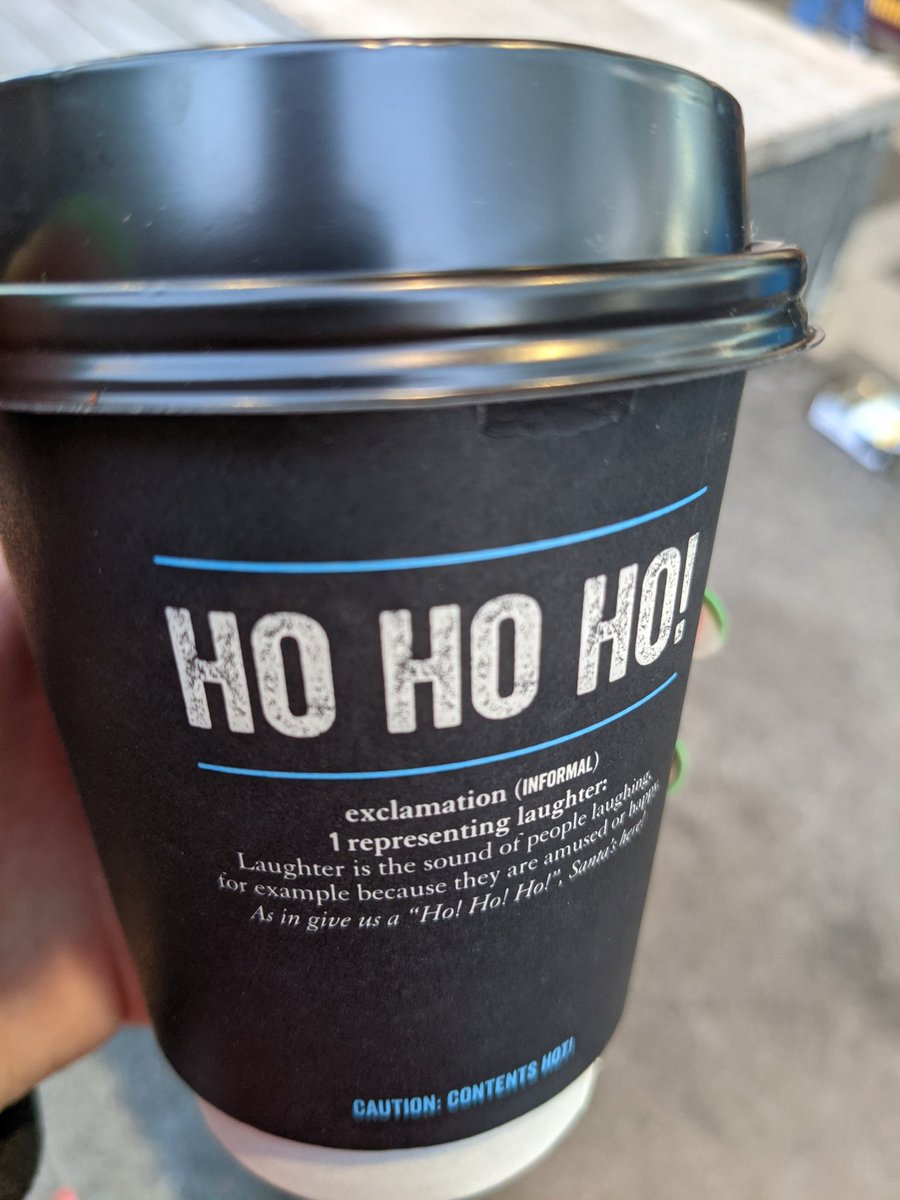 HO HO HO!
exclamation (INFORMAL)
1 representing laughter:
Laughter is the sound of people laughing,
for example because they are amused or happy.
As in give us a “Ho! Ho! Ho!”, Santa's here!
CAUTION: CONTENTS HOT!